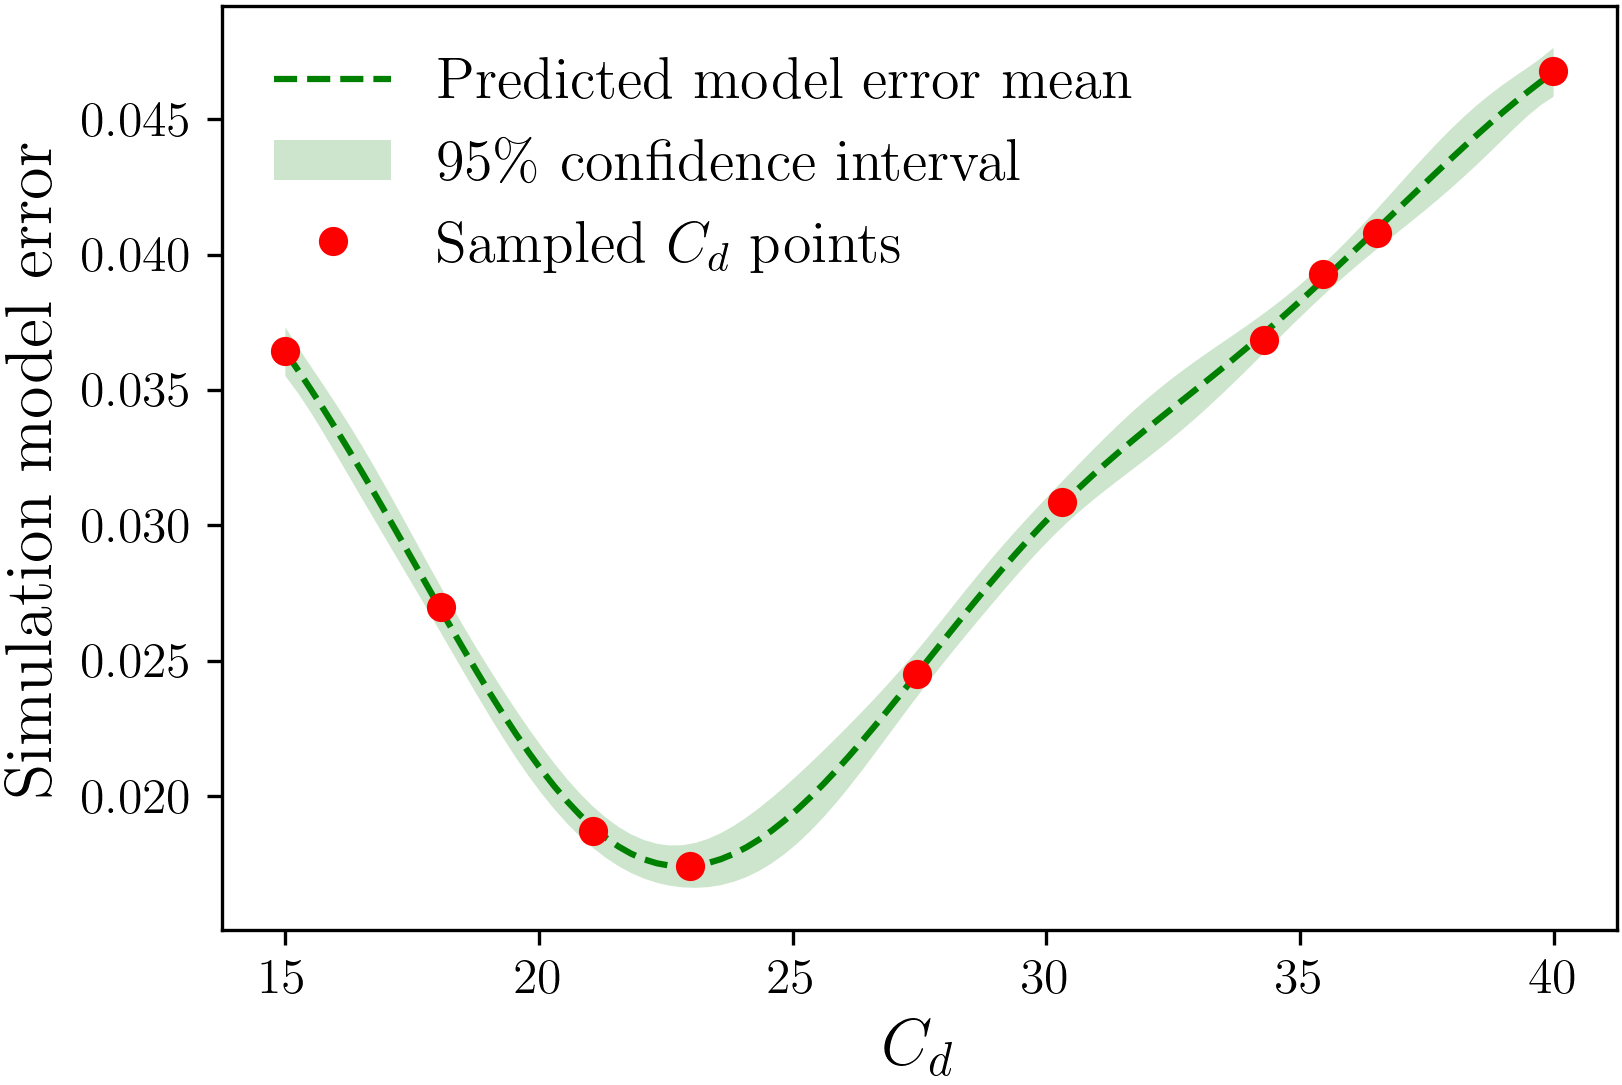 Predicted model error mean
95% confidence interval
Sampled C_d points
Simulation model error
0.045
0.040
0.035
0.030
0.025
0.020
15 20 25 30 35 40
C_d